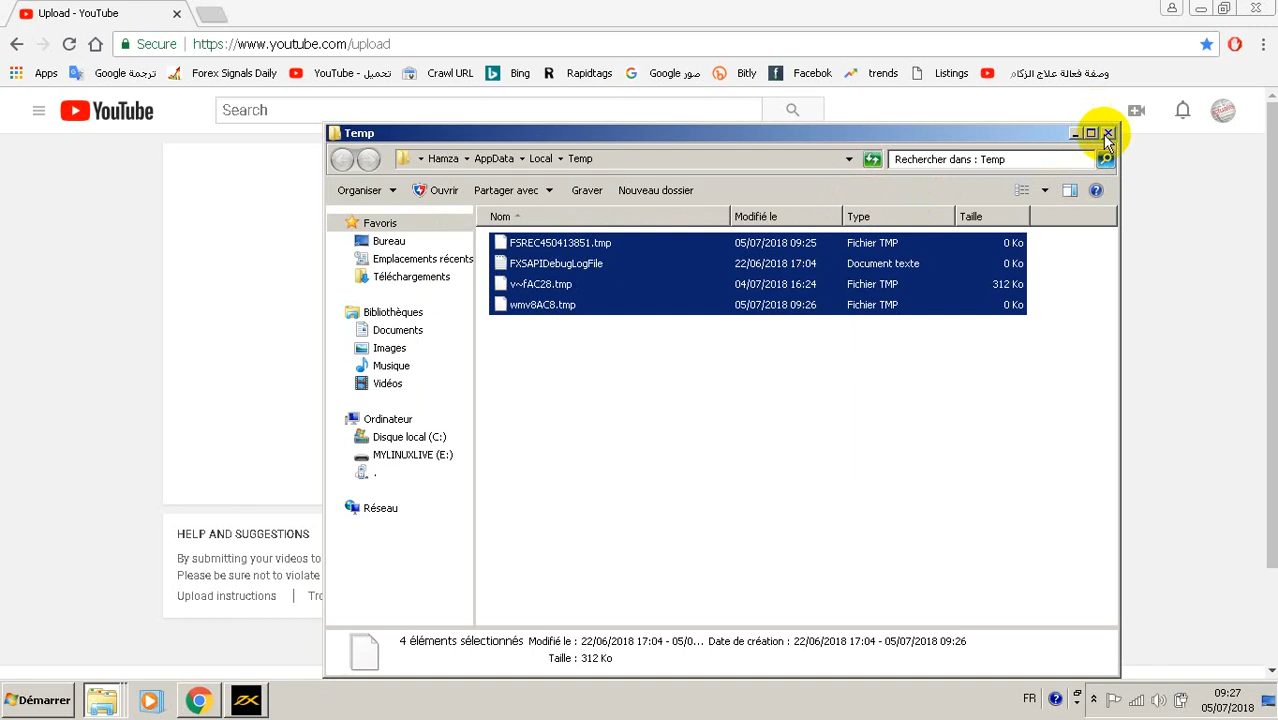 Upload - YouTube
Secure
https://www.youtube.com/upload
Apps
ترجمة Google
Forex Signals Daily
تحميل - YouTube
Crawl URL
Bing
Rapidtags
صور Google
Bitly
Facebok
trends
Listings
وصفة فعالة علاج الزكام
YouTube
Search
Temp
Hamza
AppData
Local
Temp
Rechercher dans : Temp
Organiser
Ouvrir
Partager avec
Graver
Nouveau dossier
Nom
Modifié le
Type
Taille
FSREC450413851.tmp 05/07/2018 09:25 Fichier TMP 0 Ko
FXSAPIDebugLogFile 22/06/2018 17:04 Document texte 0 Ko
v~fAC28.tmp 04/07/2018 16:24 Fichier TMP 312 Ko
wmv8AC8.tmp 05/07/2018 09:26 Fichier TMP 0 Ko
Favoris
Bureau
Emplacements récents
Téléchargements
Bibliothèques
Documents
Images
Musique
Vidéos
Ordinateur
Disque local (C:)
MYLINUXLIVE (E:)
.
Réseau
HELP AND SUGGESTIONS
By submitting your videos to
Please be sure not to violate
Upload instructions
Tro
4 éléments sélectionnés Modifié le : 22/06/2018 17:04 - 05/0... Date de création : 22/06/2018 17:04 - 05/07/2018 09:26
Taille : 312 Ko
Démarrer
ZK
FR
09:27
05/07/2018